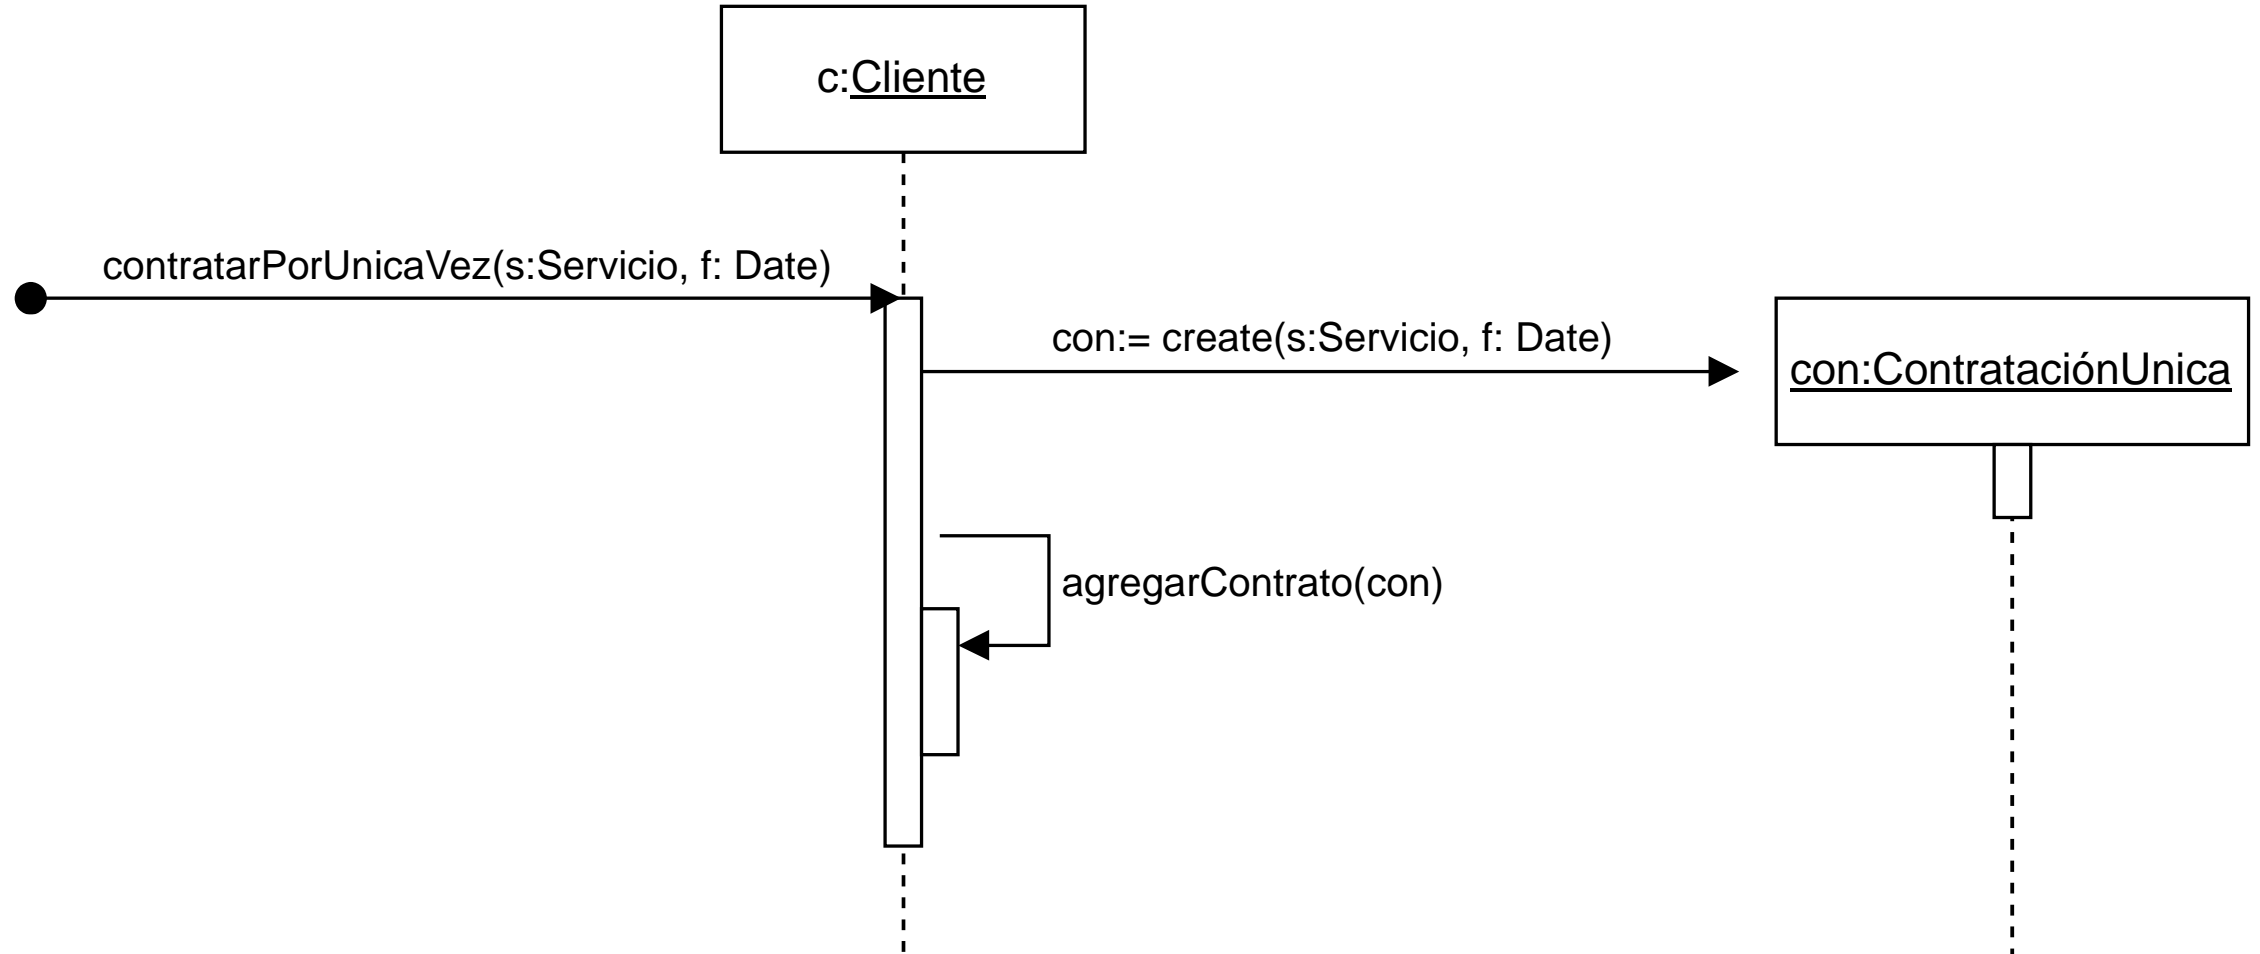 c:Cliente
contratarPorUnicaVez(s:Servicio, f: Date)
con:= create(s:Servicio, f: Date)
con:ContrataciónUnica
agregarContrato(con)